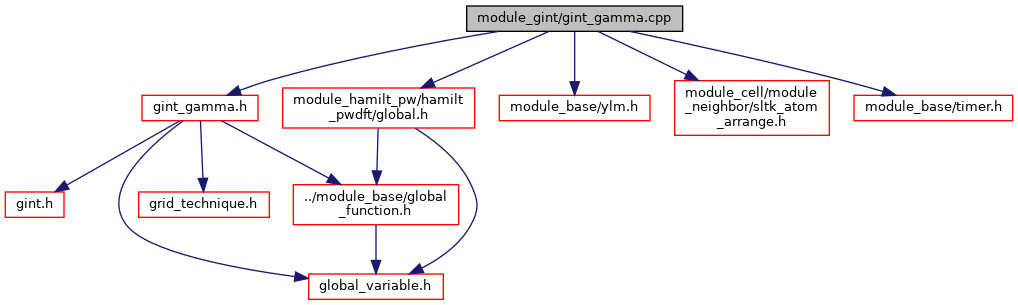 module_gint/gint_gamma.cpp
gint_gamma.h
module_hamilt_pw/hamilt
_pwdft/global.h
module_base/ylm.h
module_cell/module
_neighbor/sltk_atom
_arrange.h
module_base/timer.h
gint.h
grid_technique.h
../module_base/global
_function.h
global_variable.h